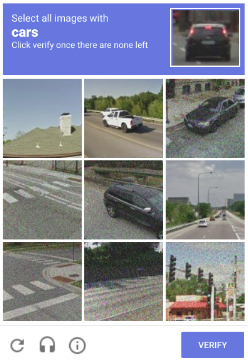 Select all images with
cars
Click verify once there are none left
VERIFY